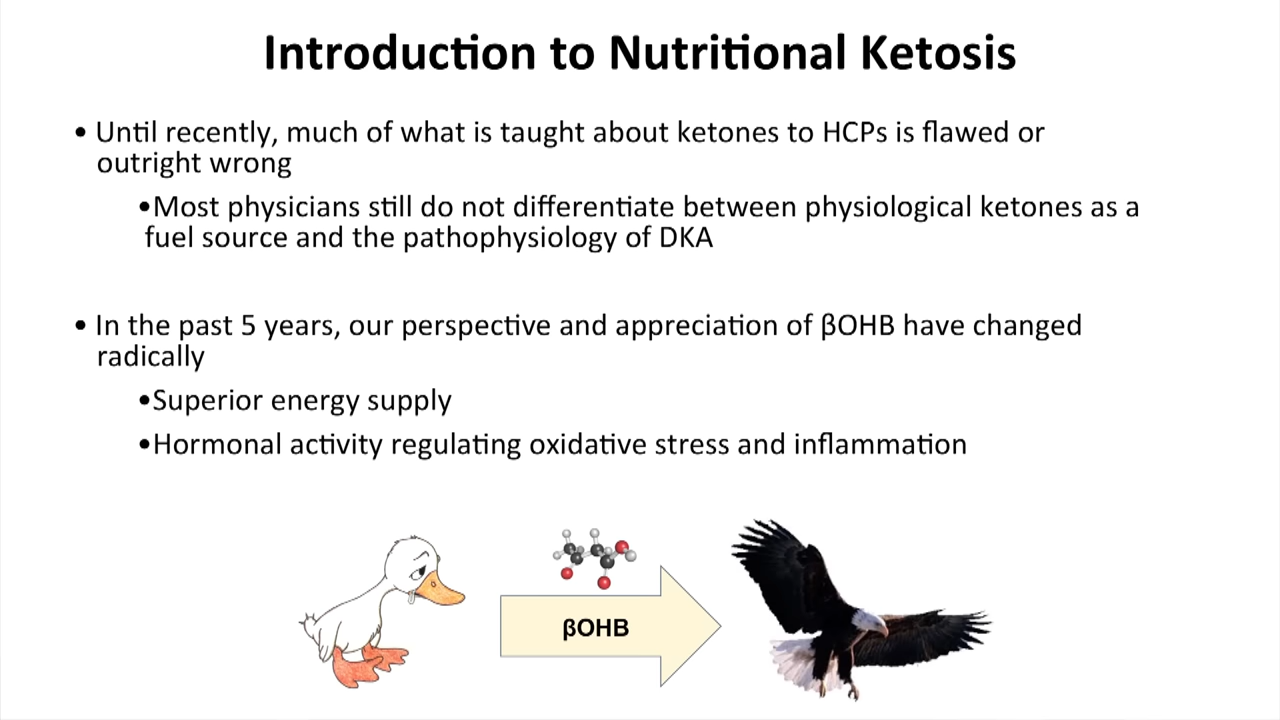 Introduction to Nutritional Ketosis
• Until recently, much of what is taught about ketones to HCPs is flawed or
outright wrong
•Most physicians still do not differentiate between physiological ketones as a
fuel source and the pathophysiology of DKA
• In the past 5 years, our perspective and appreciation of βOHB have changed
radically
•Superior energy supply
•Hormonal activity regulating oxidative stress and inflammation
βOHB